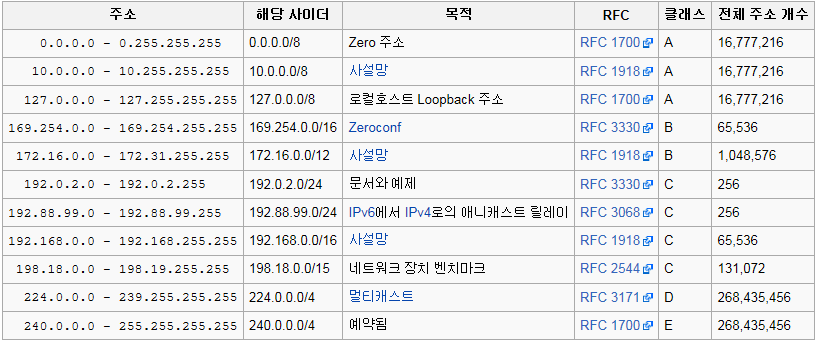 주소 해당 사이더 목적 RFC 클래스 전체 주소 개수
0.0.0.0 - 0.255.255.255 0.0.0.0/8 Zero 주소 RFC 1700 A 16,777,216
10.0.0.0 - 10.255.255.255 10.0.0.0/8 사설망 RFC 1918 A 16,777,216
127.0.0.0 - 127.255.255.255 127.0.0.0/8 로컬호스트 Loopback 주소 RFC 1700 A 16,777,216
169.254.0.0 - 169.254.255.255 169.254.0.0/16 Zeroconf RFC 3330 B 65,536
172.16.0.0 - 172.31.255.255 172.16.0.0/12 사설망 RFC 1918 B 1,048,576
192.0.2.0 - 192.0.2.255 192.0.2.0/24 문서와 예제 RFC 3330 C 256
192.88.99.0 - 192.88.99.255 192.88.99.0/24 IPv6에서 IPv4로의 애니캐스트 릴레이 RFC 3068 C 256
192.168.0.0 - 192.168.255.255 192.168.0.0/16 사설망 RFC 1918 C 65,536
198.18.0.0 - 198.19.255.255 198.18.0.0/15 네트워크 장치 벤치마크 RFC 2544 C 131,072
224.0.0.0 - 239.255.255.255 224.0.0.0/4 멀티캐스트 RFC 3171 D 268,435,456
240.0.0.0 - 255.255.255.255 240.0.0.0/4 예약됨 RFC 1700 E 268,435,456